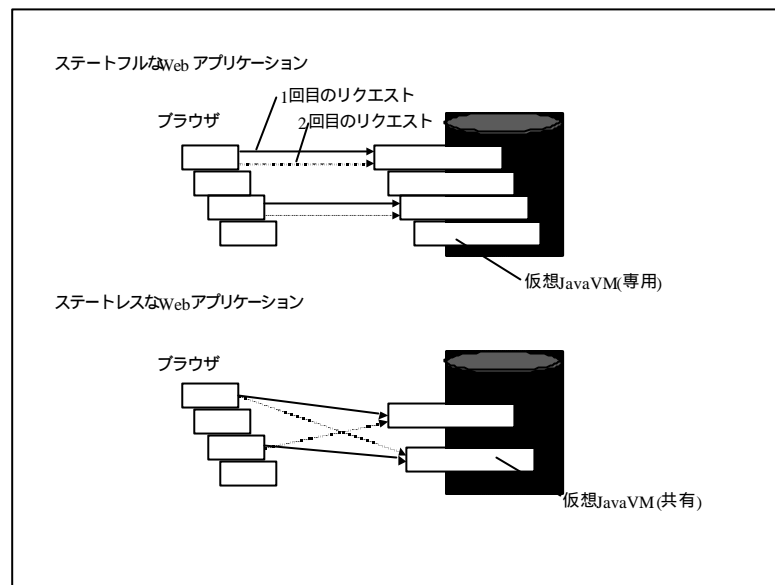 ステートフルなWeb アプリケーション
1回目のリクエスト
ブラウザ
2回目のリクエスト
仮想JavaVM(専用)
ステートレスなWebアプリケーション
ブラウザ
仮想JavaVM(共有)